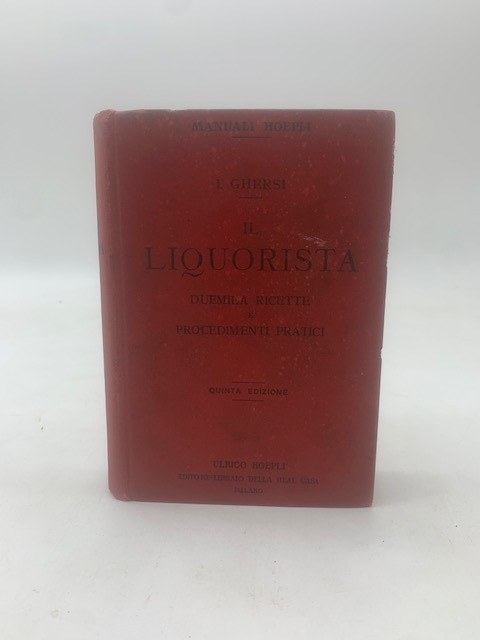 MANUALI HOEPLI
I. GHERSI
IL
LIQUORISTA
DUEMILA RICETTE
E
PROCEDIMENTI PRATICI
QUINTA EDIZIONE
ULRICO HOEPLI
EDITORE-LIBRAIO DELLA REAL CASA
MILANO